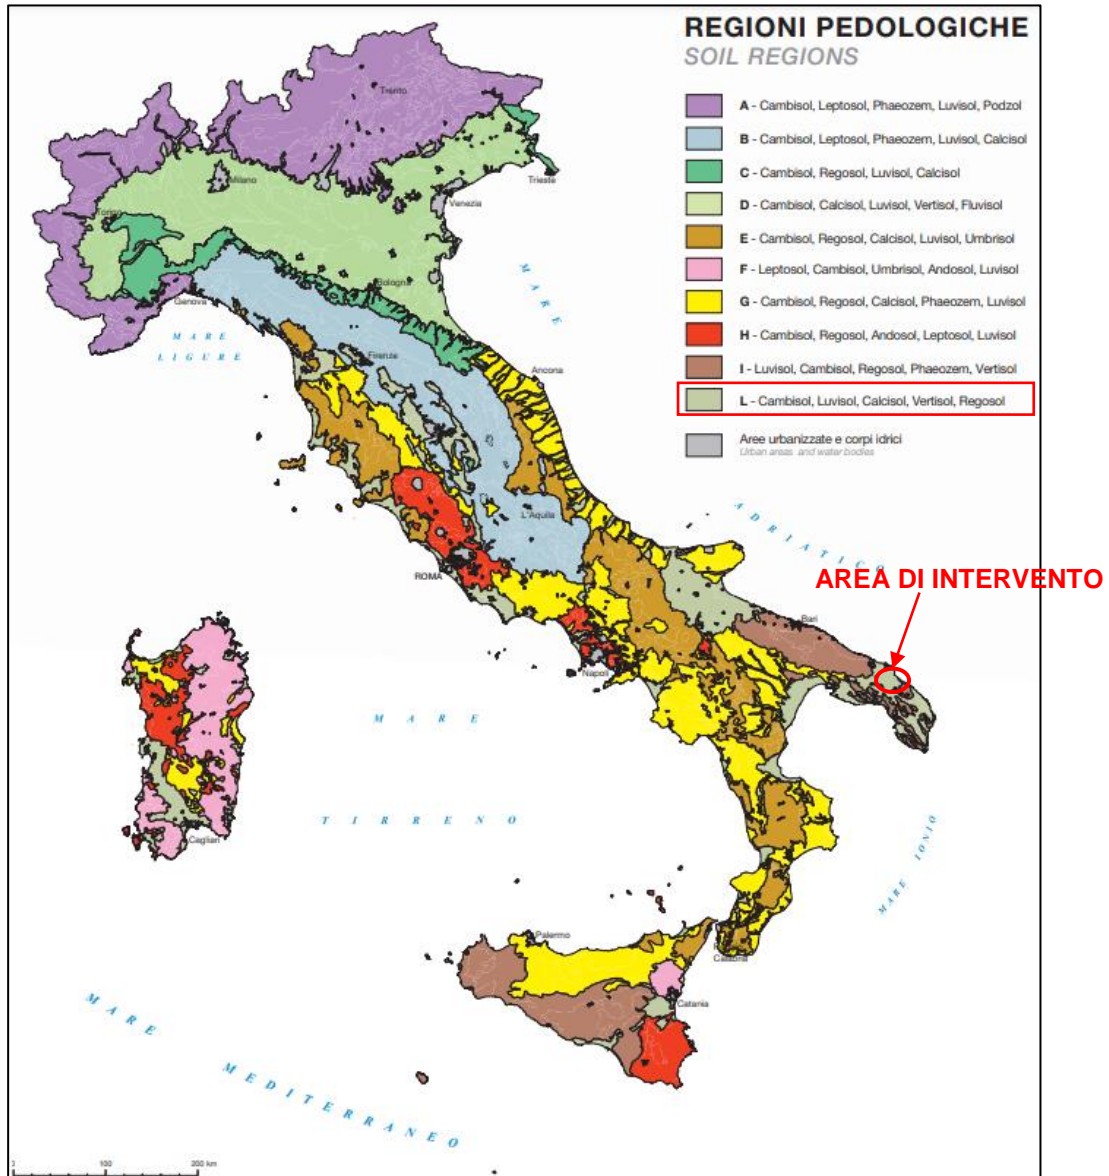 REGIONI PEDOLOGICHE
SOIL REGIONS
A - Cambisol, Leptosol, Phaeozem, Luvisol, Podzol
B - Cambisol, Leptosol, Phaeozem, Luvisol, Calcisol
C - Cambisol, Regosol, Luvisol, Calcisol
D - Cambisol, Calcisol, Luvisol, Vertisol, Fluvisol
E - Cambisol, Regosol, Calcisol, Luvisol, Umbrisol
F - Leptosol, Cambisol, Umbrisol, Andosol, Luvisol
G - Cambisol, Regosol, Calcisol, Phaeozem, Luvisol
H - Cambisol, Regosol, Andosol, Leptosol, Luvisol
I - Luvisol, Cambisol, Regosol, Phaeozem, Vertisol
L - Cambisol, Luvisol, Calcisol, Vertisol, Regosol
Aree urbanizzate e corpi idrici
Urban areas and water bodies
Trento
Milano
Trieste
Venezia
Torino
Bologna
Genova
MARE
MARE
LIGURE
Firenze
Ancona
L'Aquila
ADRIATICO
ROMA
AREA DI INTERVENTO
Bari
Napoli
MARE
TIRRENO
Cagliari
MARE IONIO
Palermo
Calabria
Catania
MARE
MEDITERRANEO
100
200 km